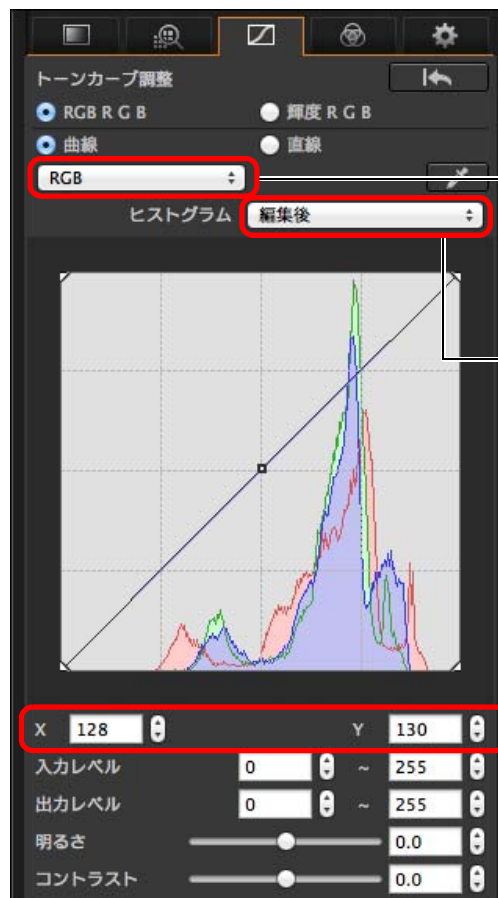 トーンカーブ調整
RGB R G B 輝度 R G B
曲線 直線
RGB
ヒストグラム 編集後
X 128 Y 130
入力レベル 0 ~ 255
出力レベル 0 ~ 255
明るさ 0.0
コントラスト 0.0